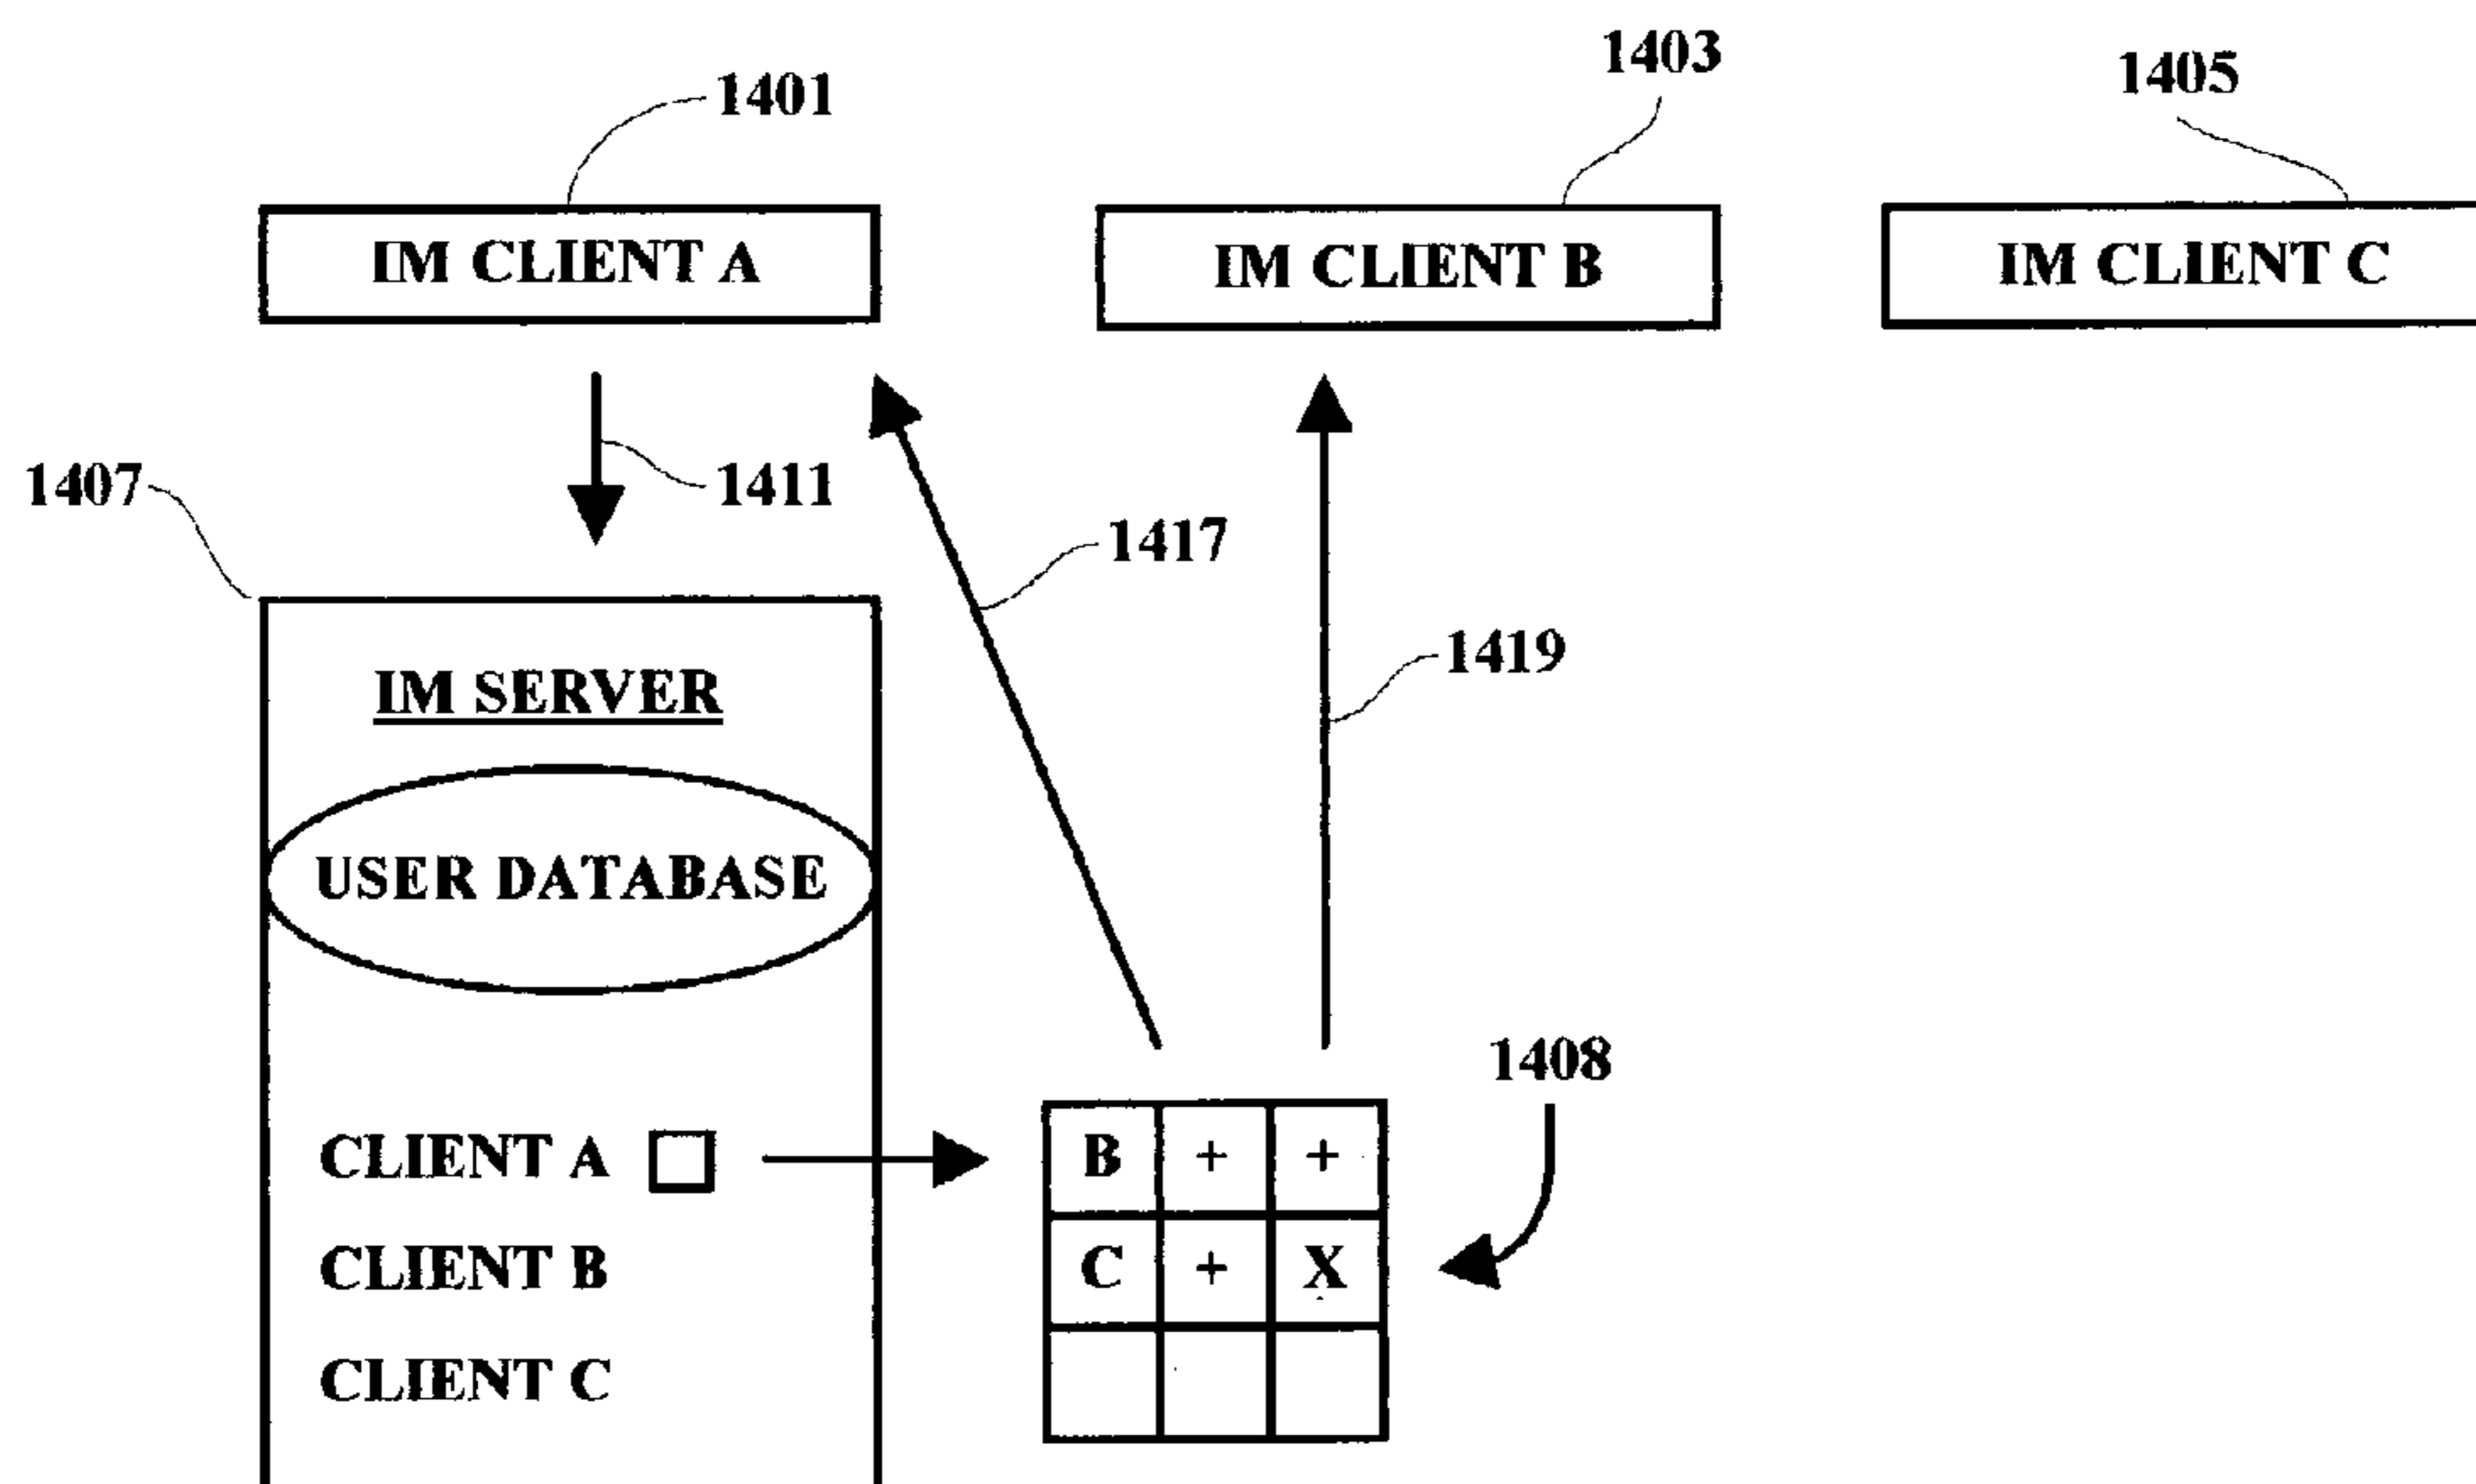 1403
1405
1401
IM CLIENT A
IM CLIENT B
IM CLIENT C
1407
1411
1417
1419
IM SERVER
USER DATABASE
1408
CLIENT A
B + +
CLIENT B
C + X
CLIENT C